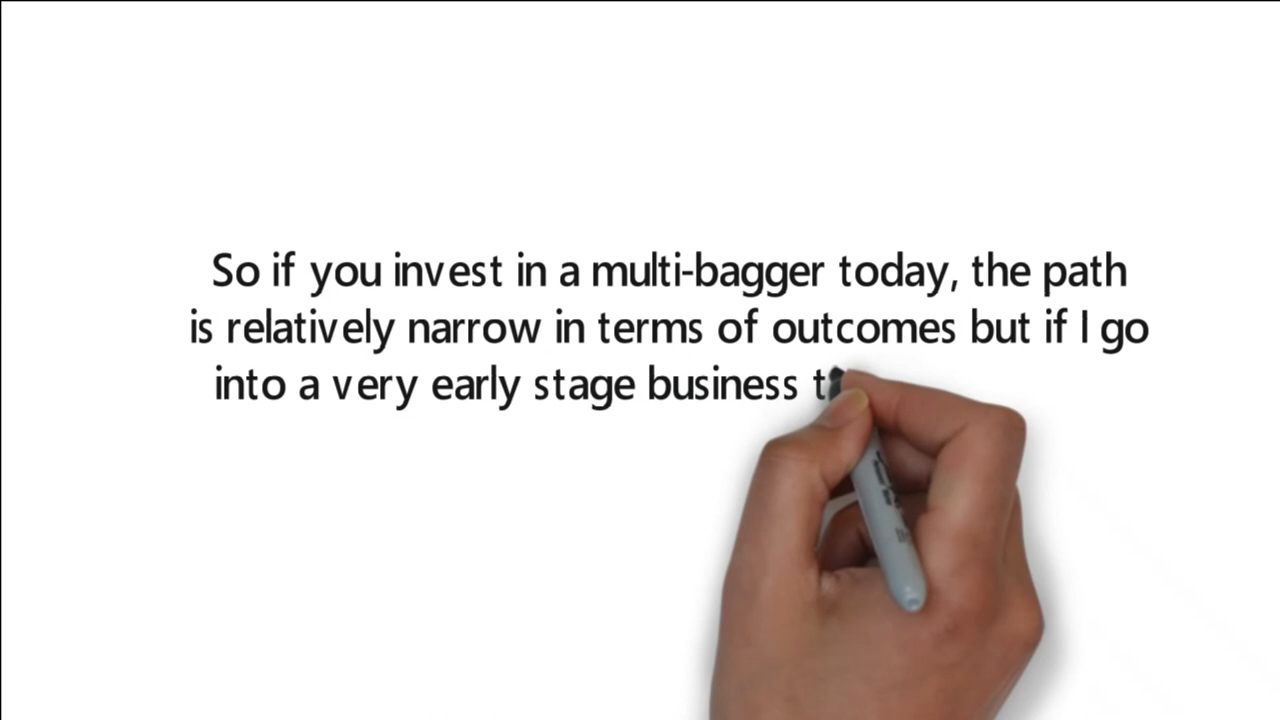 So if you invest in a multi-bagger today, the path
is relatively narrow in terms of outcomes but if I go
into a very early stage business